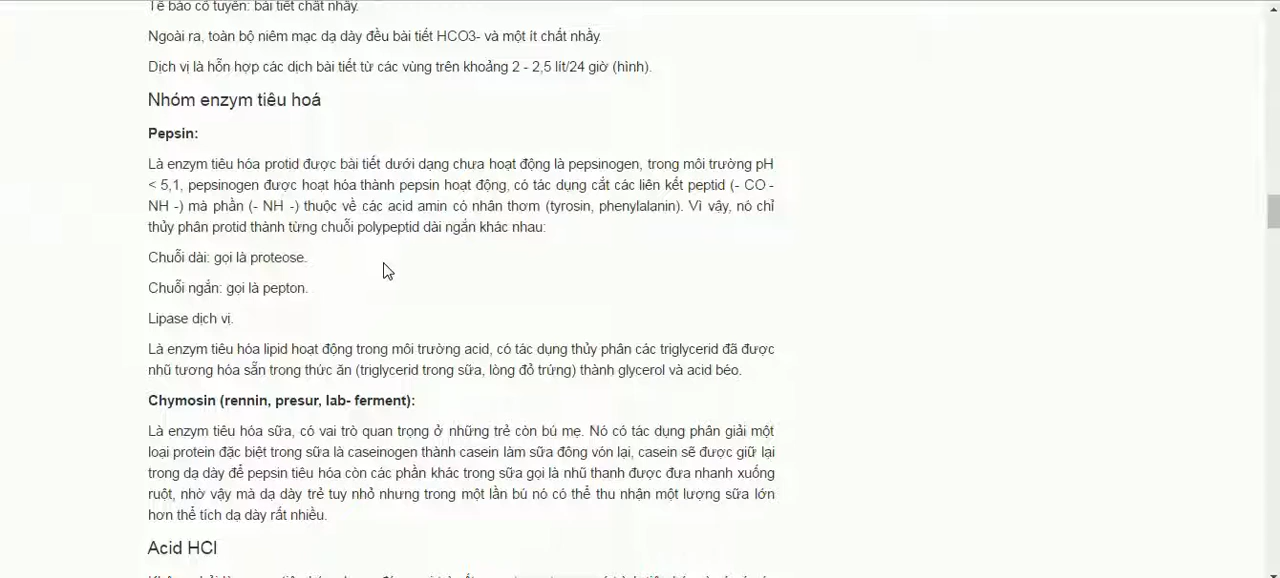 Tế bào cổ tuyến: bài tiết chất nhầy.
Ngoài ra, toàn bộ niêm mạc dạ dày đều bài tiết HCO3- và một ít chất nhầy.
Dịch vị là hỗn hợp các dịch bài tiết từ các vùng trên khoảng 2 - 2,5 lít/24 giờ (hình).
Nhóm enzym tiêu hoá
Pepsin:
Là enzym tiêu hóa protid được bài tiết dưới dạng chưa hoạt động là pepsinogen, trong môi trường pH
< 5,1, pepsinogen được hoạt hóa thành pepsin hoạt động, có tác dụng cắt các liên kết peptid (- CO -
NH -) mà phần (- NH -) thuộc về các acid amin có nhân thơm (tyrosin, phenylalanin). Vì vậy, nó chỉ
thủy phân protid thành từng chuỗi polypeptid dài ngắn khác nhau:
Chuỗi dài: gọi là proteose.
Chuỗi ngắn: gọi là pepton.
Lipase dịch vị.
Là enzym tiêu hóa lipid hoạt động trong môi trường acid, có tác dụng thủy phân các triglycerid đã được
nhũ tương hóa sẵn trong thức ăn (triglycerid trong sữa, lòng đỏ trứng) thành glycerol và acid béo.
Chymosin (rennin, presur, lab- ferment):
Là enzym tiêu hóa sữa, có vai trò quan trọng ở những trẻ còn bú mẹ. Nó có tác dụng phân giải một
loại protein đặc biệt trong sữa là caseinogen thành casein làm sữa đông vón lại, casein sẽ được giữ lại
trong dạ dày để pepsin tiêu hóa còn các phần khác trong sữa gọi là nhũ thanh được đưa nhanh xuống
ruột, nhờ vậy mà dạ dày trẻ tuy nhỏ nhưng trong một lần bú nó có thể thu nhận một lượng sữa lớn
hơn thể tích dạ dày rất nhiều.
Acid HCl